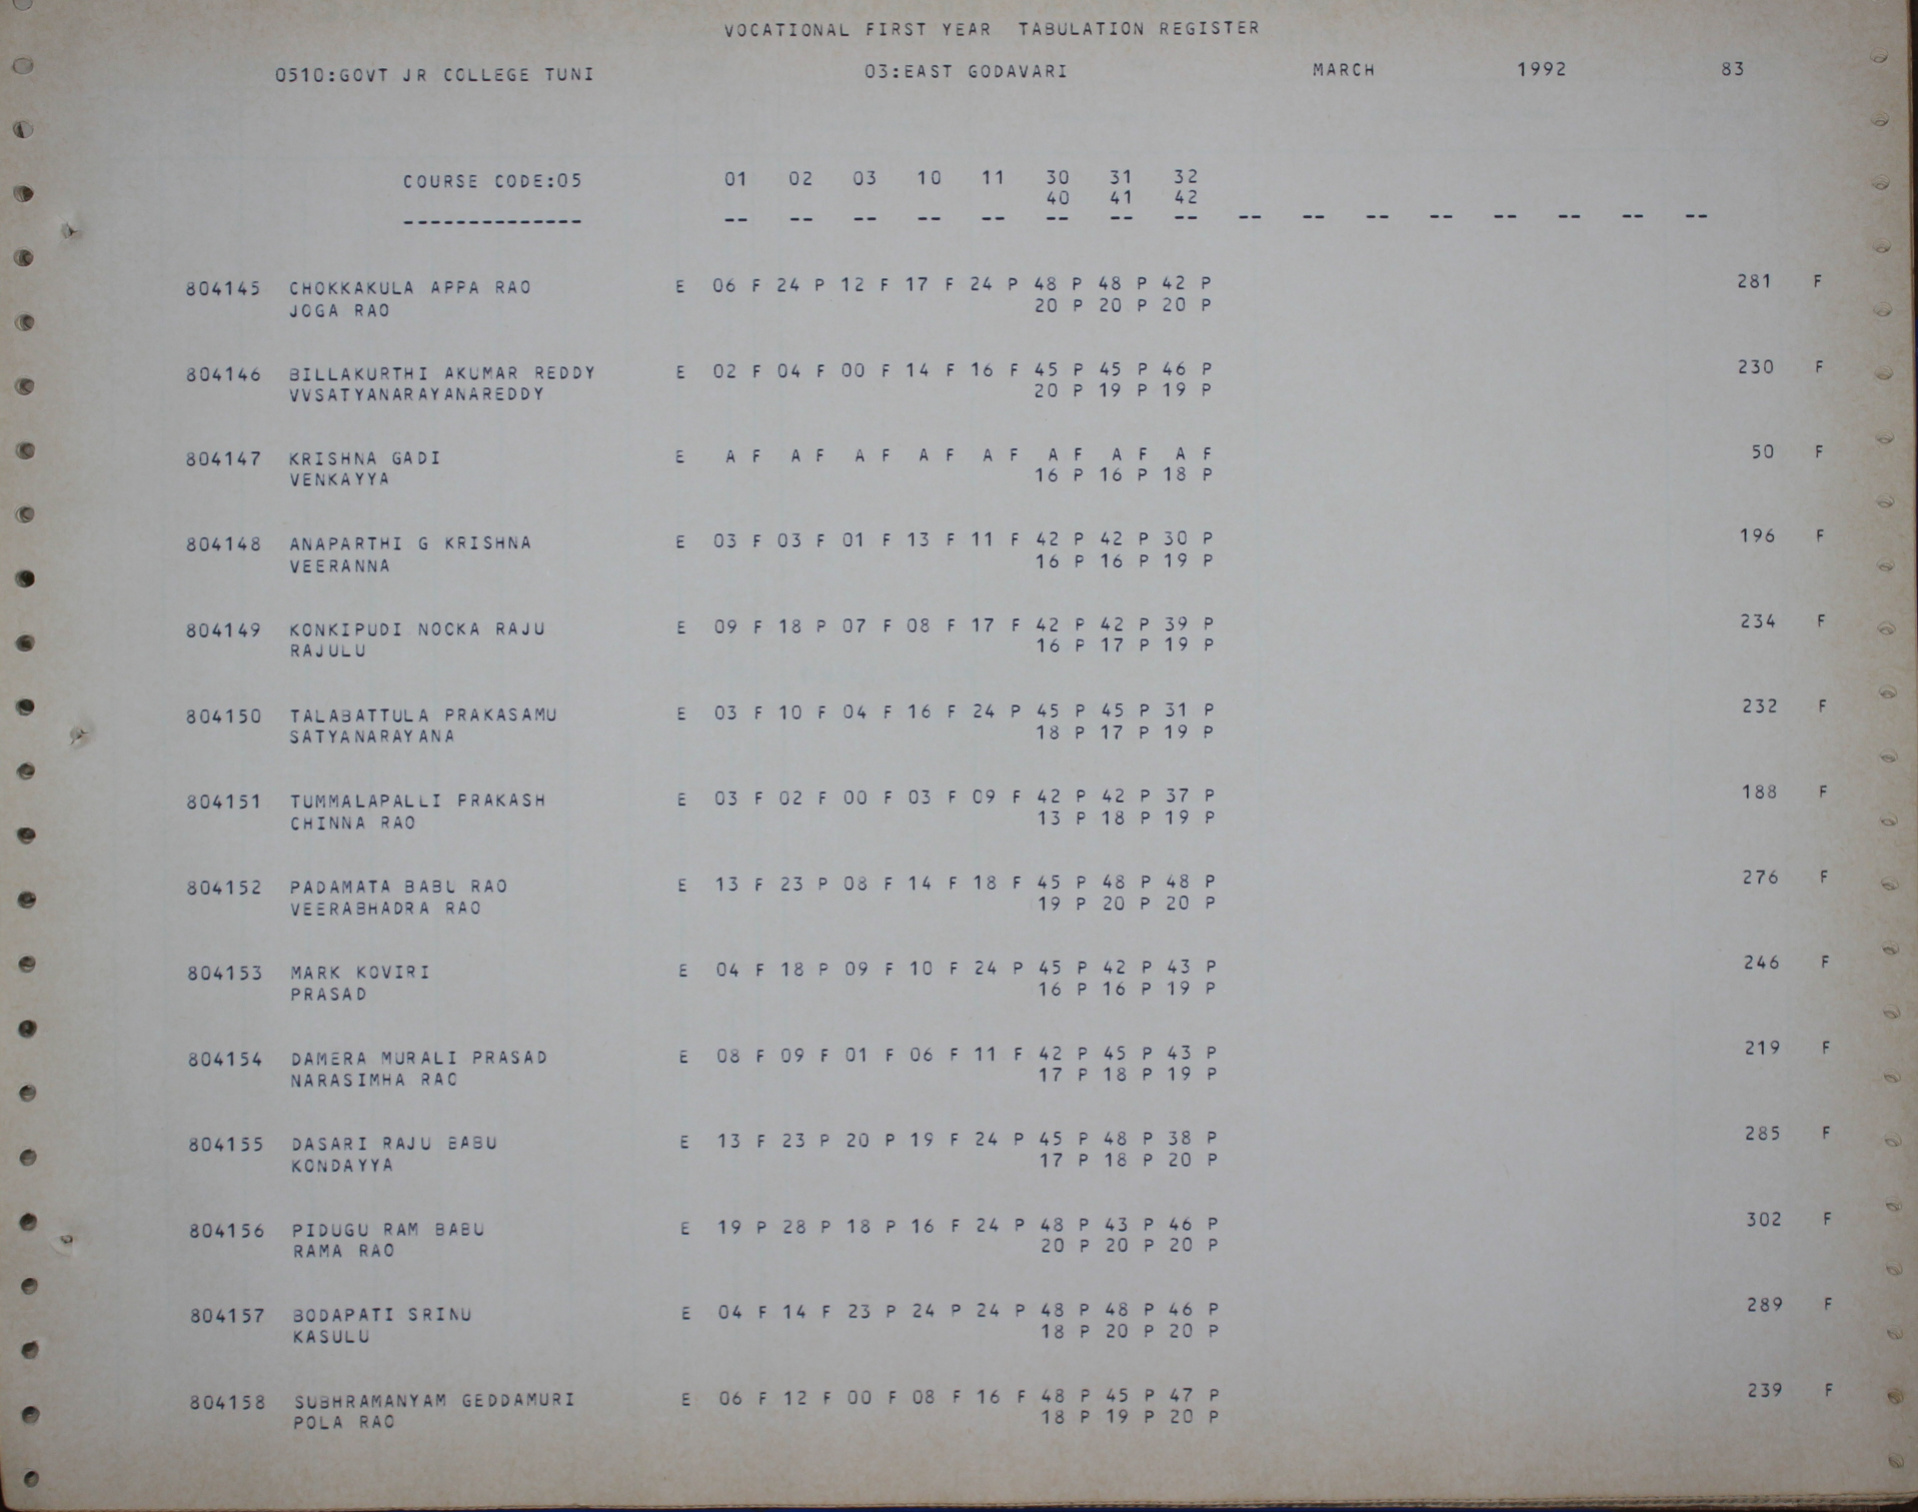 VOCATIONAL FIRST YEAR TABULATION REGISTER
0510:GOVT JR COLLEGE TUNI 03:EAST GODAVARI MARCH 1992 83
COURSE CODE:05 01 02 03 10 11 30 31 32
40 41 42
-------------- -- -- -- -- -- -- -- -- -- -- -- -- -- -- -- --
804145 CHOKKAKULA APPA RAO E 06 F 24 P 12 F 17 F 24 P 48 P 48 P 42 P 281 F
JOGA RAO 20 P 20 P 20 P
804146 BILLAKURTHI AKUMAR REDDY E 02 F 04 F 00 F 14 F 16 F 45 P 45 P 46 P 230 F
VVSATYANARAYANAREDDY 20 P 19 P 19 P
804147 KRISHNA GADI E A F A F A F A F A F A F A F A F 50 F
VENKAYYA 16 P 16 P 18 P
804148 ANAPARTHI G KRISHNA E 03 F 03 F 01 F 13 F 11 F 42 P 42 P 30 P 196 F
VEERANNA 16 P 16 P 19 P
804149 KONKIPUDI NOCKA RAJU E 09 F 18 P 07 F 08 F 17 F 42 P 42 P 39 P 234 F
RAJULU 16 P 17 P 19 P
804150 TALABATTULA PRAKASAMU E 03 F 10 F 04 F 16 F 24 P 45 P 45 P 31 P 232 F
SATYANARAYANA 18 P 17 P 19 P
804151 TUMMALAPALLI PRAKASH E 03 F 02 F 00 F 03 F 09 F 42 P 42 P 37 P 188 F
CHINNA RAO 13 P 18 P 19 P
804152 PADAMATA BABU RAO E 13 F 23 P 08 F 14 F 18 F 45 P 48 P 48 P 276 F
VEERABHADRA RAO 19 P 20 P 20 P
804153 MARK KOVIRI E 04 F 18 P 09 F 10 F 24 P 45 P 42 P 43 P 246 F
PRASAD 16 P 16 P 19 P
804154 DAMERA MURALI PRASAD E 08 F 09 F 01 F 06 F 11 F 42 P 45 P 43 P 219 F
NARASIMHA RAO 17 P 18 P 19 P
804155 DASARI RAJU BABU E 13 F 23 P 20 P 19 F 24 P 45 P 48 P 38 P 285 F
KONDAYYA 17 P 18 P 20 P
804156 PIDUGU RAM BABU E 19 P 28 P 18 P 16 F 24 P 48 P 43 P 46 P 302 F
RAMA RAO 20 P 20 P 20 P
804157 BODAPATI SRINU E 04 F 14 F 23 P 24 P 24 P 48 P 48 P 46 P 289 F
KASULU 18 P 20 P 20 P
804158 SUBHRAMANYAM GEDDAMURI E 06 F 12 F 00 F 08 F 16 F 48 P 45 P 47 P 239 F
POLA RAO 18 P 19 P 20 P